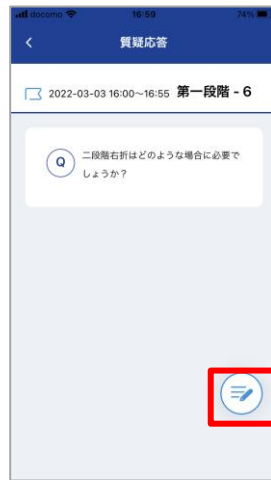 docomo 16:59 74%
質疑応答
2022-03-03 16:00~16:55 第一段階 - 6
Q 二段階右折はどのような場合に必要で
しょうか？